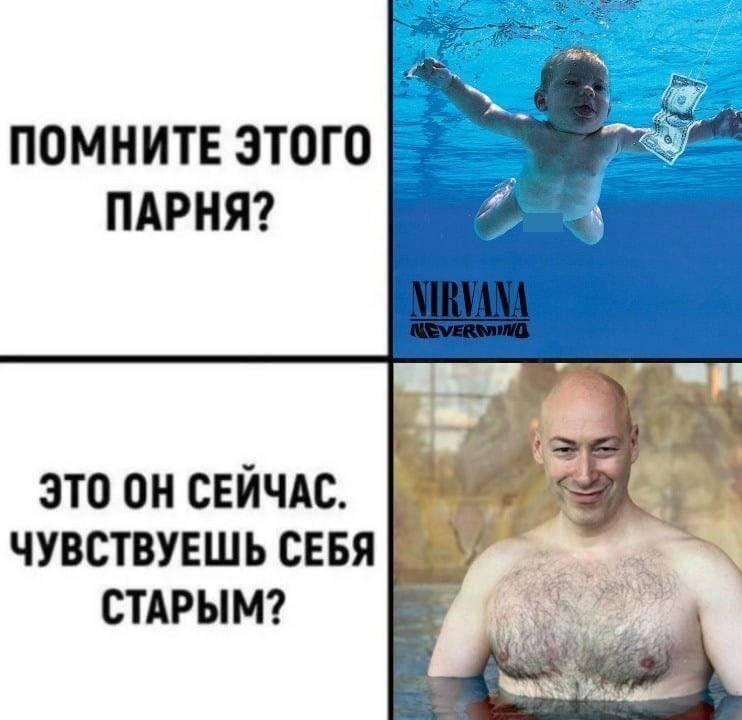 ПОМНИТЕ ЭТОГО
ПАРНЯ?
NIRVANA
NEVERMIND
ЭТО ОН СЕЙЧАС.
ЧУВСТВУЕШЬ СЕБЯ
СТАРЫМ?